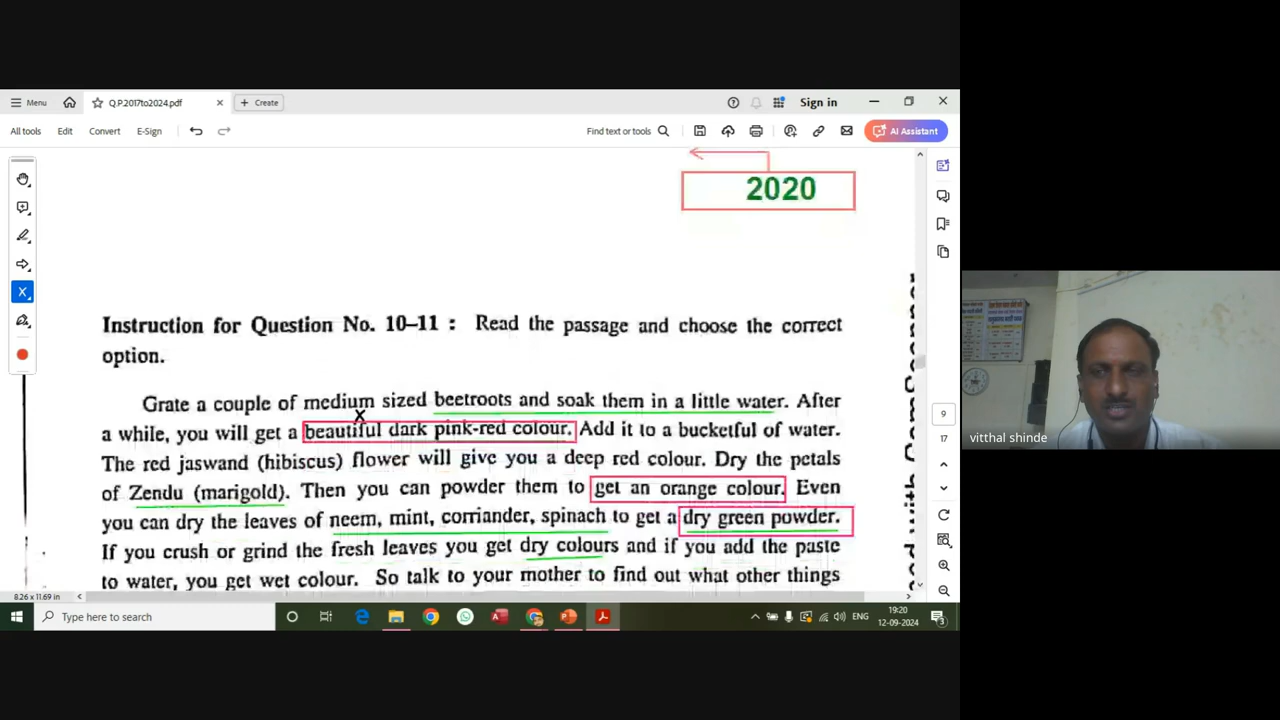 Menu
Q.P.2017to2024.pdf
Create
Sign in
All tools
Edit
Convert
E-Sign
Find text or tools
AI Assistant
2020
Instruction for Question No. 10–11 : Read the passage and choose the correct
option.
Grate a couple of medium sized beetroots and soak them in a little water. After
X
a while, you will get a beautiful dark pink-red colour. Add it to a bucketful of water.
The red jaswand (hibiscus) flower will give you a deep red colour. Dry the petals
of Zendu (marigold). Then you can powder them to get an orange colour. Even
you can dry the leaves of neem, mint, corriander, spinach to get a dry green powder.
If you crush or grind the fresh leaves you get dry colours and if you add the paste
to water, you get wet colour. So talk to your mother to find out what other things
9
17
8.26 x 11.69 in
Type here to search
ENG
19:20
12-09-2024
vitthal shinde